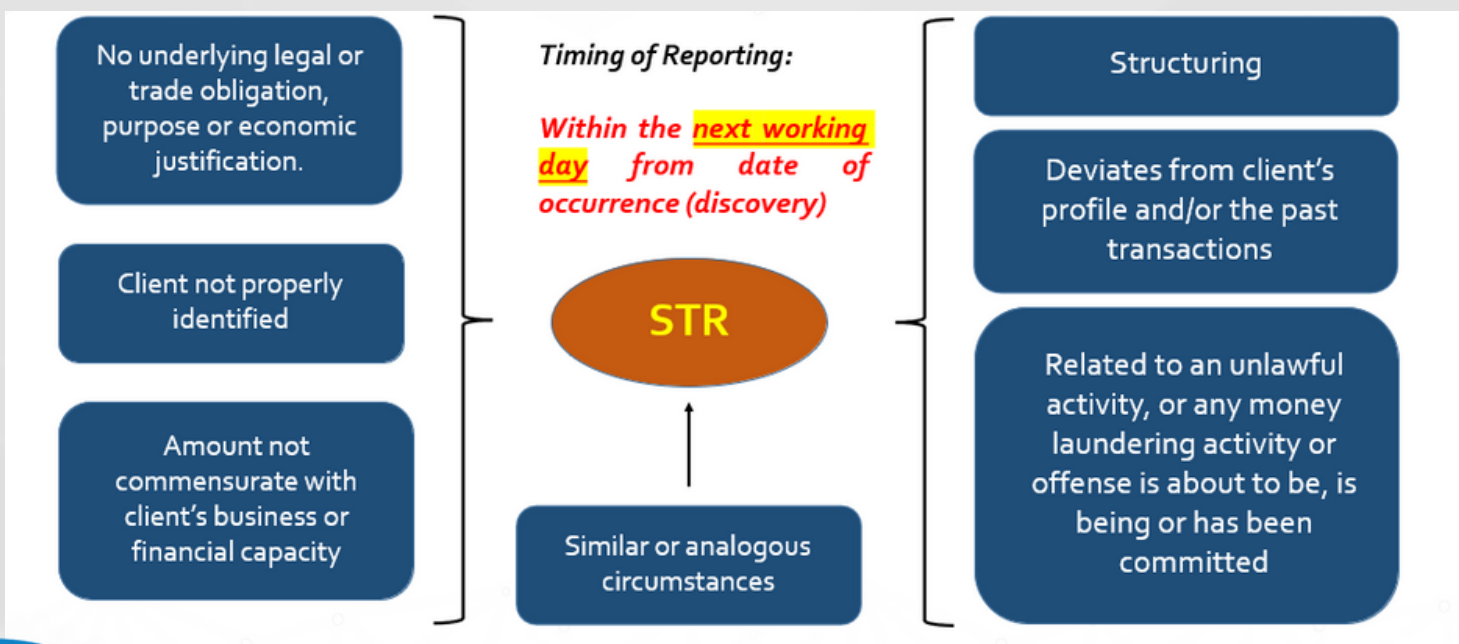 No underlying legal or
trade obligation,
purpose or economic
justification.
Client not properly
identified
Amount not
commensurate with
client's business or
financial capacity
Timing of Reporting:
Within the next working
day from date of
occurrence (discovery)
STR
Similar or analogous
circumstances
Structuring
Deviates from client's
profile and/or the past
transactions
Related to an unlawful
activity, or any money
laundering activity or
offense is about to be, is
being or has been
committed